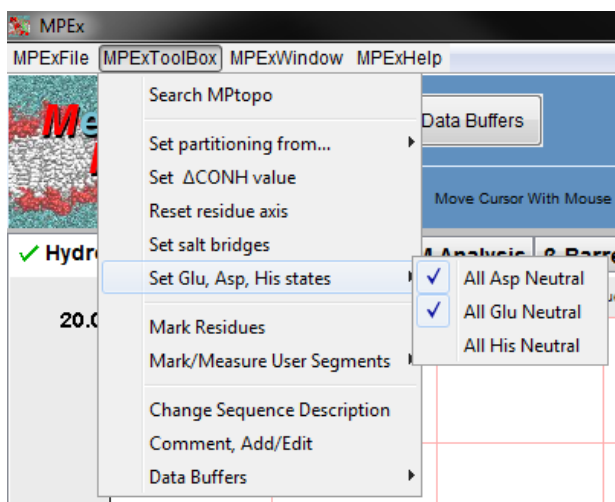 MPEx
MPExFile MPExToolBox MPExWindow MPExHelp
Search MPtopo
Data Buffers
Set partitioning from...
Set ΔCONH value
Move Cursor With Mouse
Reset residue axis
Set salt bridges
Set Glu, Asp, His states
All Asp Neutral
All Glu Neutral
All His Neutral
20.0
Mark Residues
Mark/Measure User Segments
Change Sequence Description
Comment, Add/Edit
Data Buffers